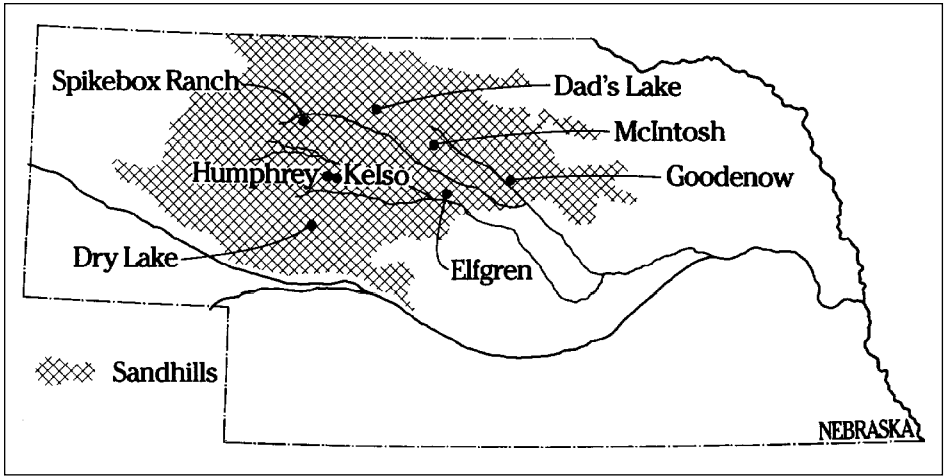 Spikebox Ranch
Dad's Lake
McIntosh
Humphrey
Kelso
Goodenow
Dry Lake
Elfgren
Sandhills
NEBRASKA